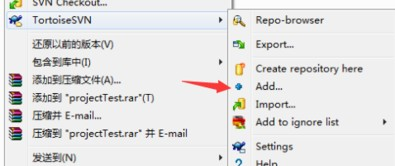 SVN Checkout...
TortoiseSVN
还原以前的版本(V)
包含到库中(I)
添加到压缩文件(A)...
添加到 "projectTest.rar"(T)
压缩并 E-mail...
压缩到 "projectTest.rar" 并 E-mail
发送到(N)
Repo-browser
Export...
Create repository here
Add...
Import...
Add to ignore list
Settings
Help